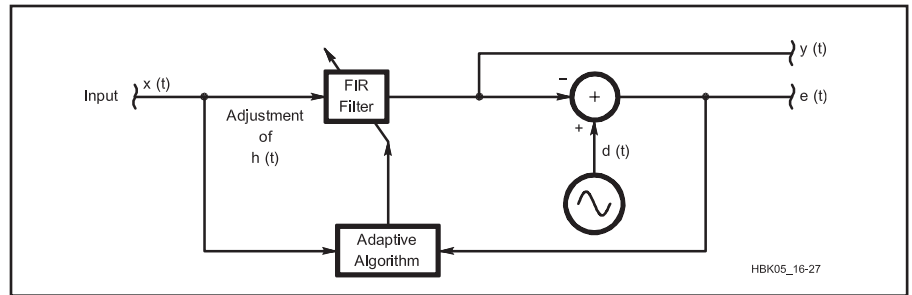 y (t)
x (t)
Input
FIR
Filter
−
+
e (t)
Adjustment
of
h (t)
+
d (t)
Adaptive
Algorithm
HBK05_16-27